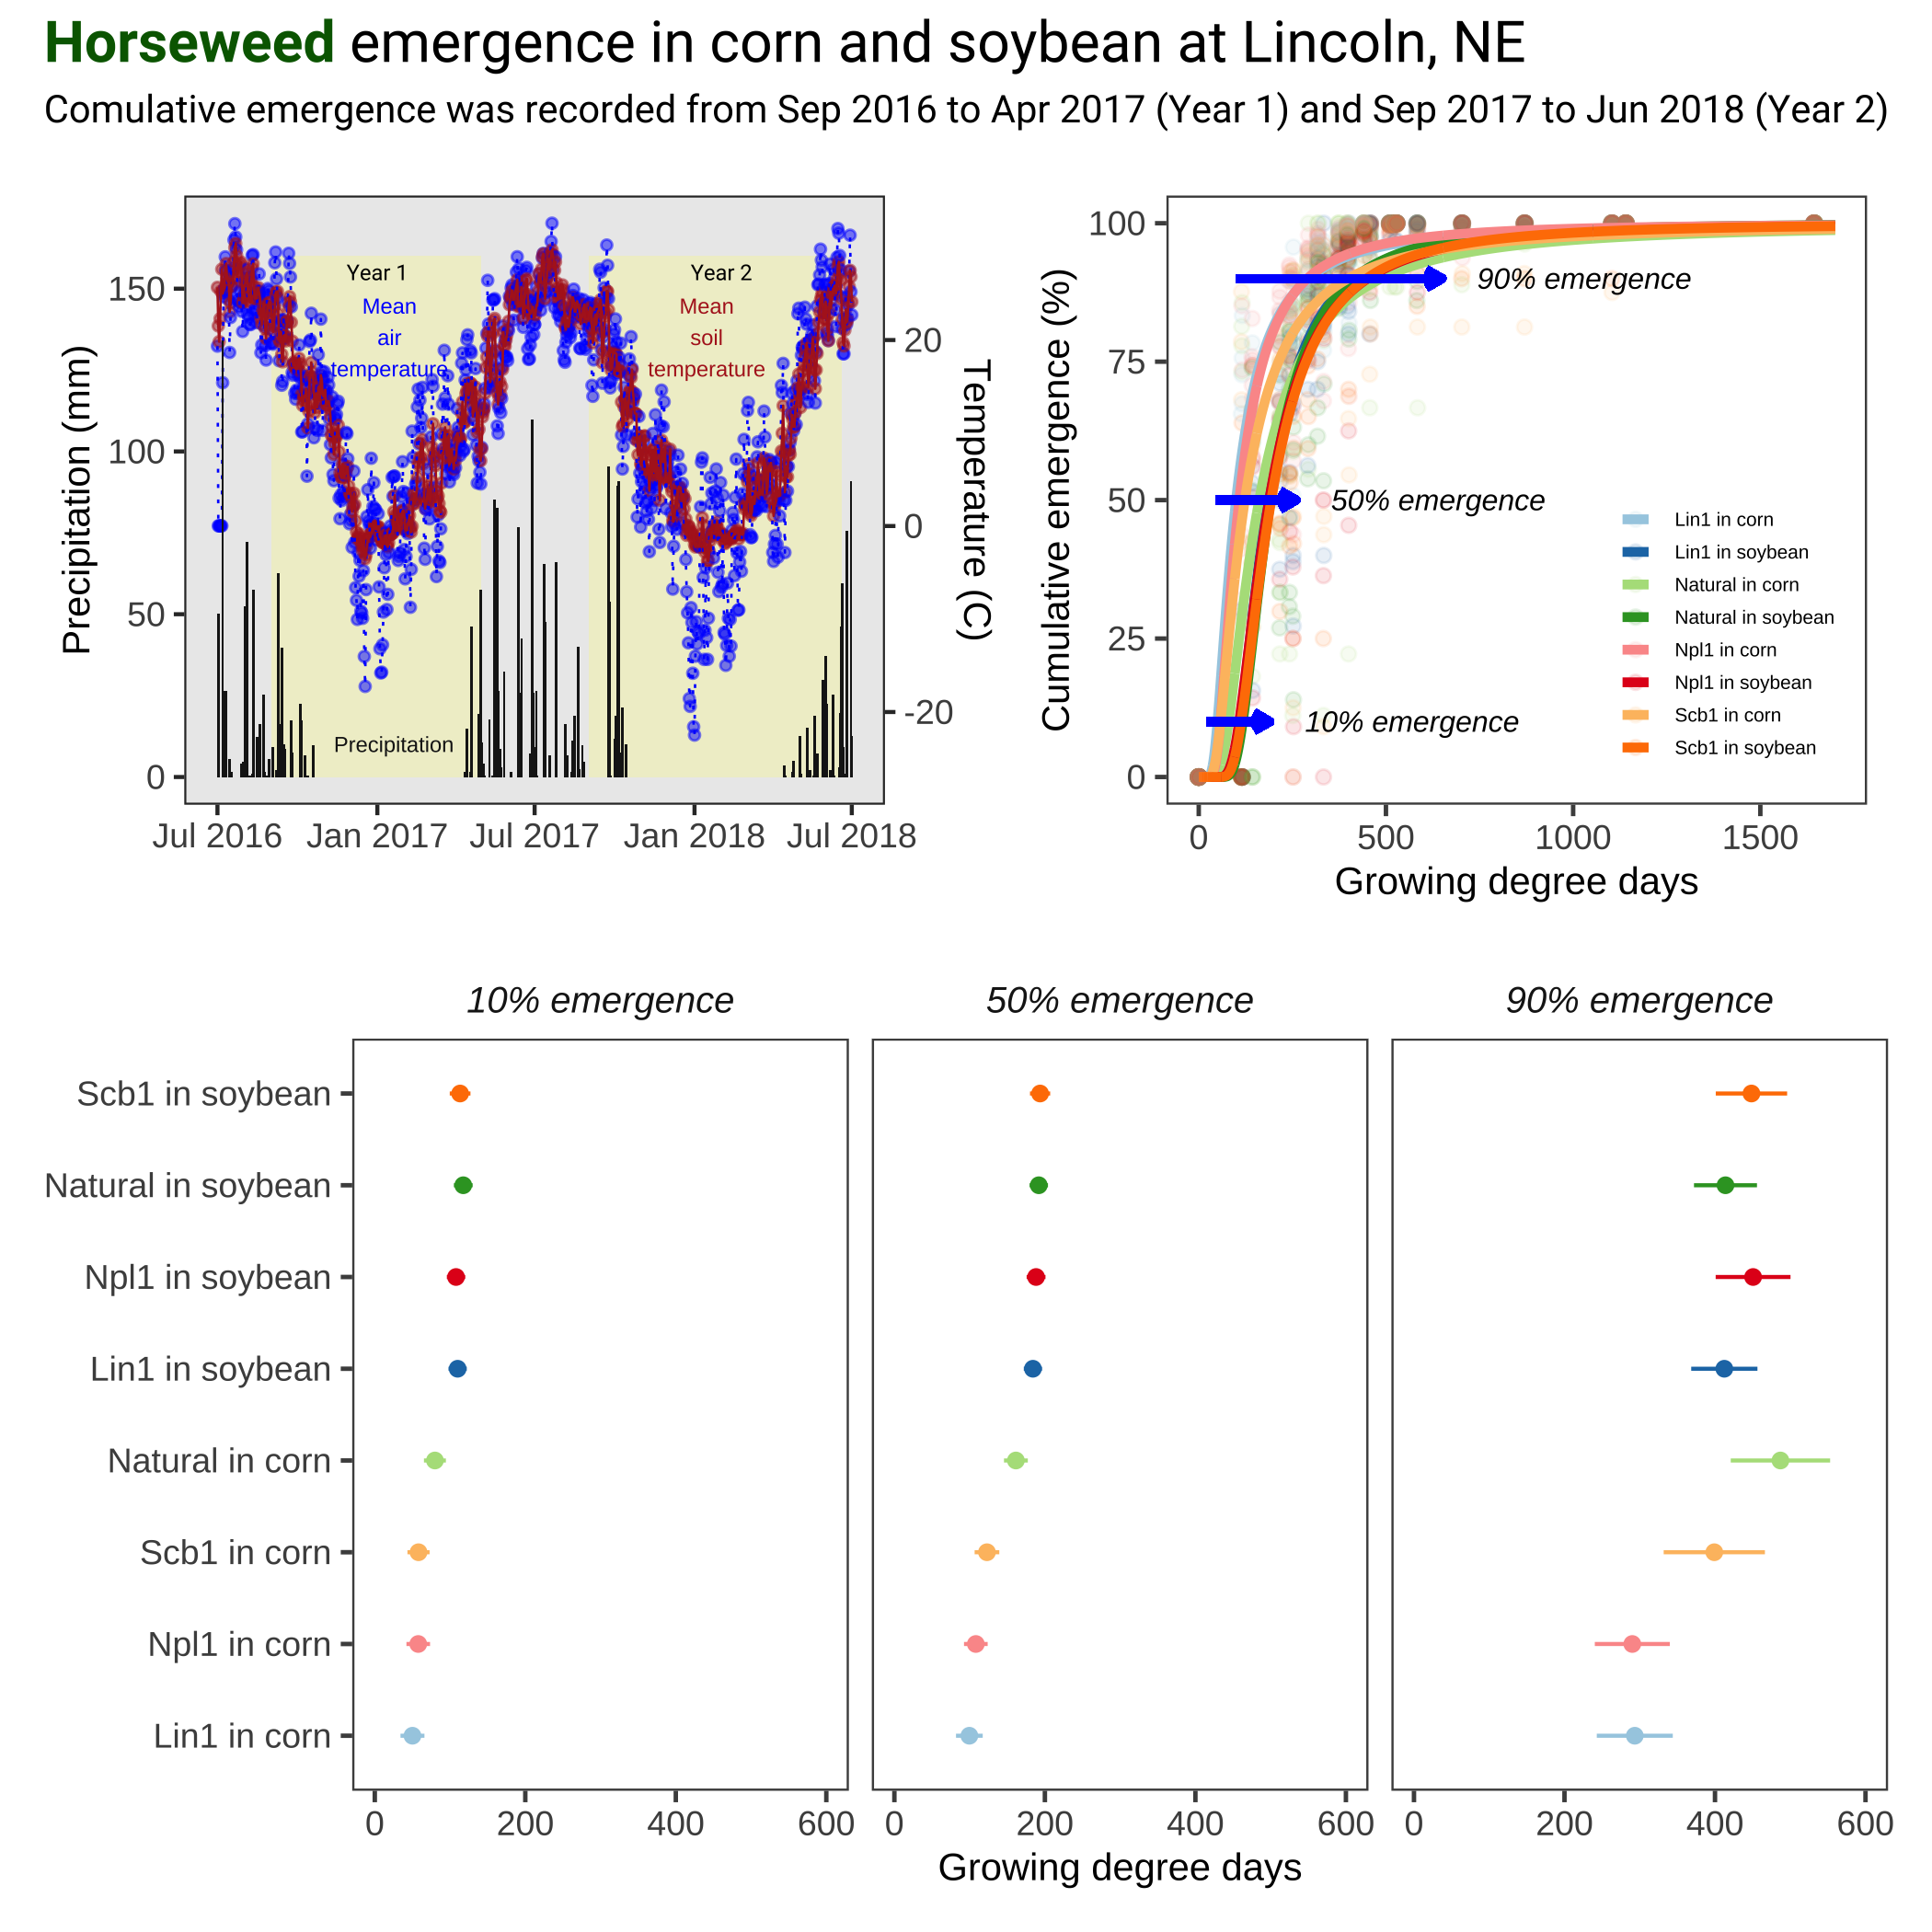 Horseweed emergence in corn and soybean at Lincoln, NE
Comulative emergence was recorded from Sep 2016 to Apr 2017 (Year 1) and Sep 2017 to Jun 2018 (Year 2)
Precipitation (mm)
150
100
50
0
Year 1
Mean
air
temperature
Year 2
Mean
soil
temperature
Precipitation
20
0
-20
Temperature (C)
Jul 2016
Jan 2017
Jul 2017
Jan 2018
Jul 2018
Cumulative emergence (%)
100
75
50
25
0
90% emergence
50% emergence
10% emergence
Lin1 in corn
Lin1 in soybean
Natural in corn
Natural in soybean
Npl1 in corn
Npl1 in soybean
Scb1 in corn
Scb1 in soybean
0
500
1000
1500
Growing degree days
10% emergence
50% emergence
90% emergence
Scb1 in soybean
Natural in soybean
Npl1 in soybean
Lin1 in soybean
Natural in corn
Scb1 in corn
Npl1 in corn
Lin1 in corn
0
200
400
600
0
200
400
600
0
200
400
600
Growing degree days